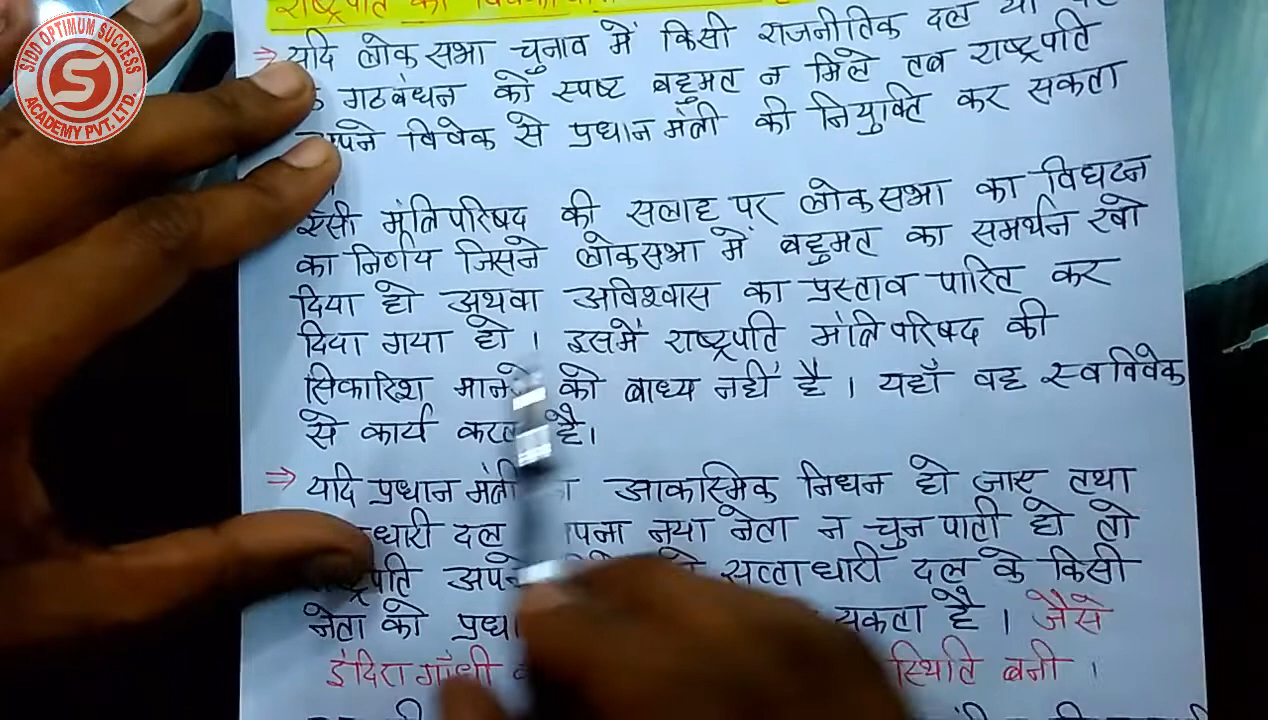 SIDD OPTIMUM SUCCESS ACADEMY PVT. LTD.
S
राष्ट्रपति की
⇒ यदि लोकसभा चुनाव में किसी राजनीतिक दल या
गठबंधन को स्पष्ट बहुमत न मिले तब राष्ट्रपति
अपने विवेक से प्रधानमंत्री की नियुक्ति कर सकता
ऐसी मंत्रिपरिषद की सलाह पर लोकसभा का विघटन
का निर्णय जिसने लोकसभा में बहुमत का समर्थन खो
दिया हो अथवा अविश्वास का प्रस्ताव पारित कर
दिया गया हो । इसमें राष्ट्रपति मंत्रिपरिषद की
सिफारिश मानने को बाध्य नहीं है । यहाँ वह स्वविवेक
से कार्य करता है।
⇒ यदि प्रधानमंत्री का आकस्मिक निधन हो जाए तथा
दल अपना नया नेता न चुन पाती हो तो
राष्ट्रपति अपने सत्ताधारी दल के किसी
नेता को सकता है । जैसे
इंदिरा गाँधी स्थिति बनी ।